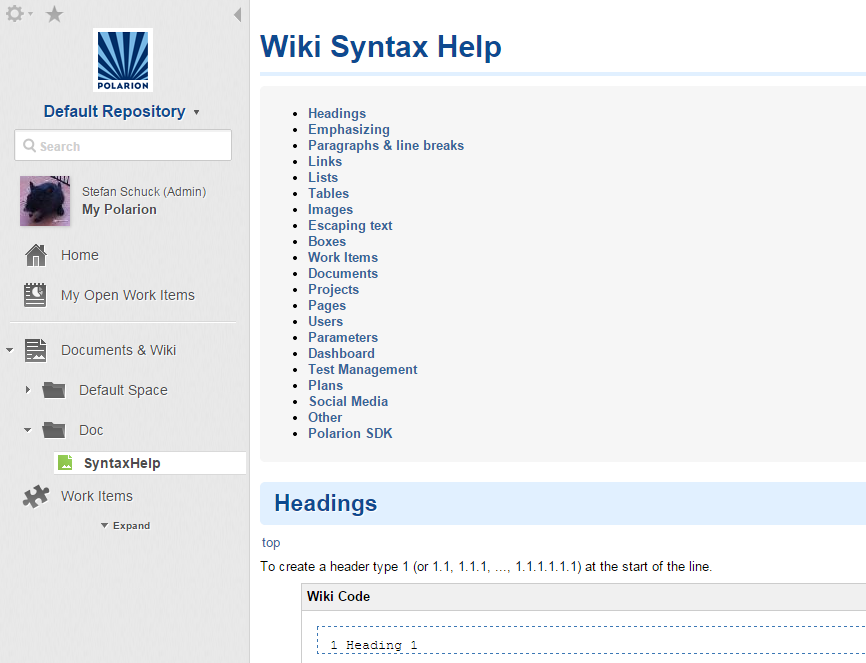 POLARION
Default Repository
Search
Stefan Schuck (Admin)
My Polarion
Home
My Open Work Items
Documents & Wiki
Default Space
Doc
SyntaxHelp
Work Items
Expand
Wiki Syntax Help
Headings
Emphasizing
Paragraphs & line breaks
Links
Lists
Tables
Images
Escaping text
Boxes
Work Items
Documents
Projects
Pages
Users
Parameters
Dashboard
Test Management
Plans
Social Media
Other
Polarion SDK
Headings
top
To create a header type 1 (or 1.1, 1.1.1, ..., 1.1.1.1.1.1) at the start of the line.
Wiki Code
1 Heading 1